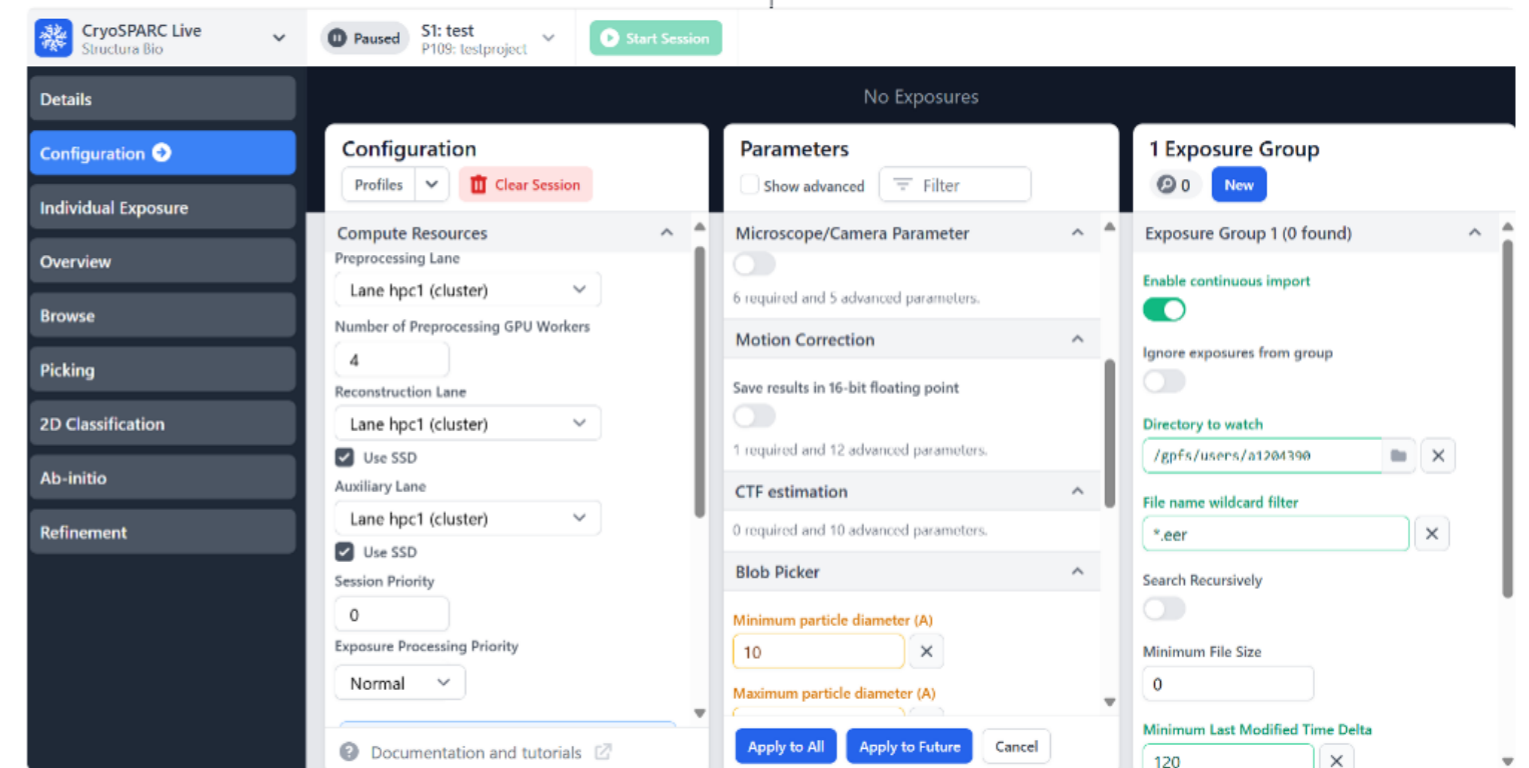 CryoSPARC Live
Structura Bio
Paused
S1: test
P109: testproject
Start Session
Details
Configuration
Individual Exposure
Overview
Browse
Picking
2D Classification
Ab-initio
Refinement
No Exposures
Configuration
Profiles
Clear Session
Compute Resources
Preprocessing Lane
Lane hpc1 (cluster)
Number of Preprocessing GPU Workers
4
Reconstruction Lane
Lane hpc1 (cluster)
Use SSD
Auxiliary Lane
Lane hpc1 (cluster)
Use SSD
Session Priority
0
Exposure Processing Priority
Normal
Documentation and tutorials
Parameters
Show advanced
Filter
Microscope/Camera Parameter
6 required and 5 advanced parameters.
Motion Correction
Save results in 16-bit floating point
1 required and 12 advanced parameters.
CTF estimation
0 required and 10 advanced parameters.
Blob Picker
Minimum particle diameter (A)
10
Maximum particle diameter (A)
Apply to All
Apply to Future
Cancel
1 Exposure Group
0
New
Exposure Group 1 (0 found)
Enable continuous import
Ignore exposures from group
Directory to watch
/gpfs/users/a1204390
File name wildcard filter
*.eer
Search Recursively
Minimum File Size
0
Minimum Last Modified Time Delta
120